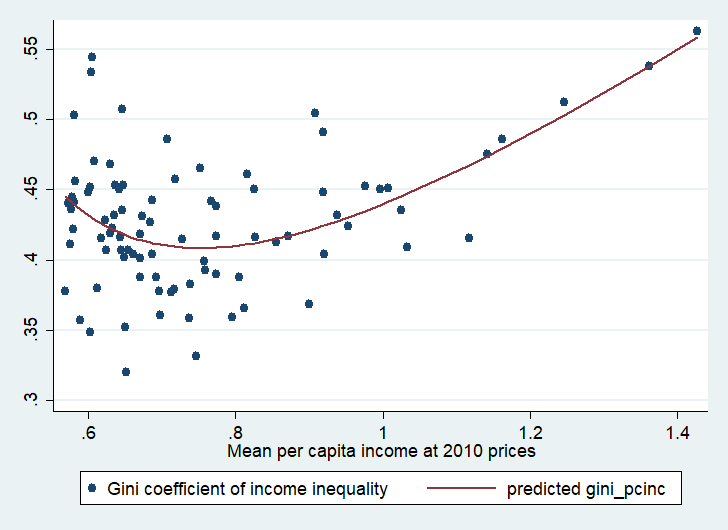 .55
.5
.45
.4
.35
.3
.6 .8 1 1.2 1.4
Mean per capita income at 2010 prices
Gini coefficient of income inequality predicted gini_pcinc